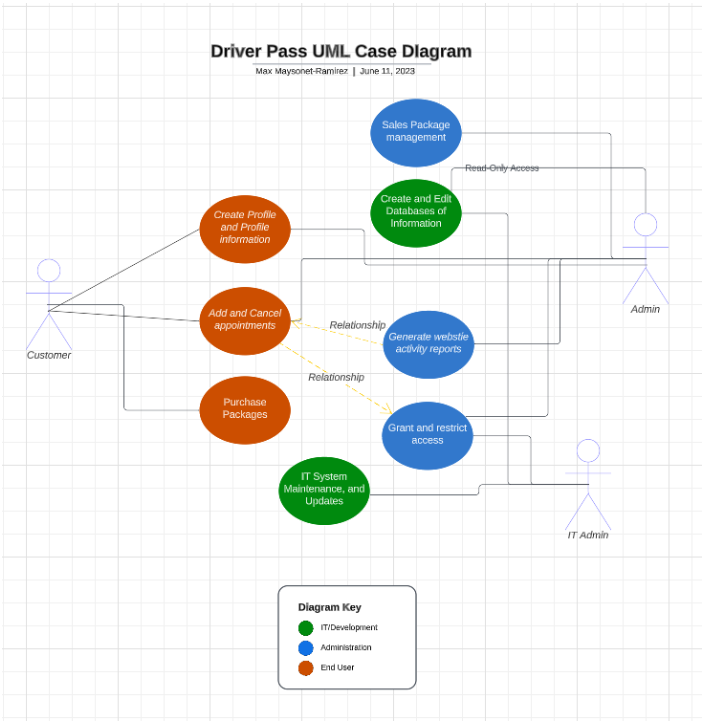 Driver Pass UML Case Diagram
Max Maysonet-Ramirez | June 11, 2023
Sales Package
management
Read-Only Access
Create and Edit
Databases of
Information
Create Profile
and Profile
information
Admin
Add and Cancel
appointments
Relationship
Generate webstie
activity reports
Customer
Relationship
Purchase
Packages
Grant and restrict
access
IT System
Maintenance, and
Updates
IT Admin
Diagram Key
IT/Development
Administration
End User